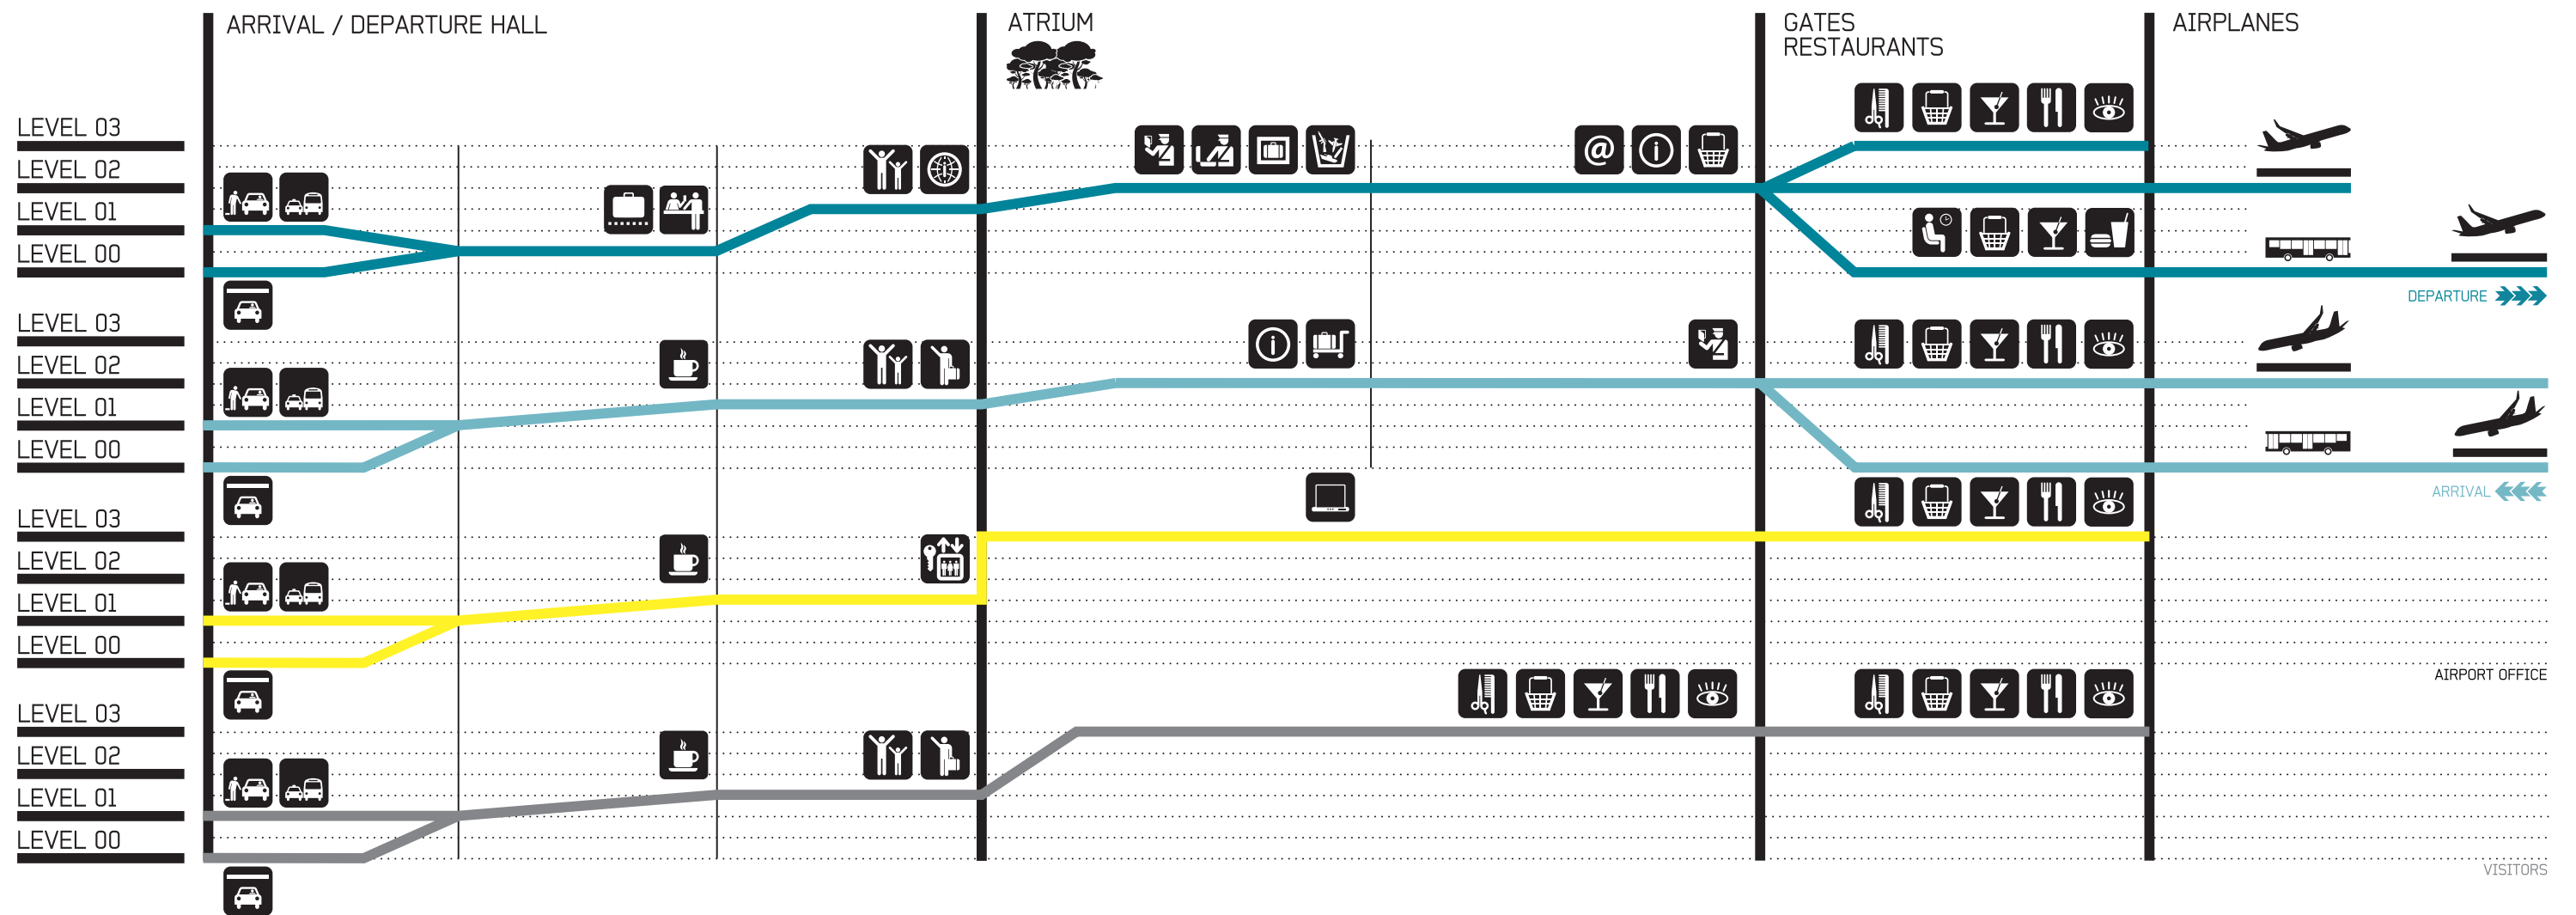 ARRIVAL / DEPARTURE HALL
ATRIUM
GATES
RESTAURANTS
AIRPLANES
LEVEL 03
LEVEL 02
LEVEL 01
LEVEL 00
@
DEPARTURE
LEVEL 03
LEVEL 02
LEVEL 01
LEVEL 00
ARRIVAL
LEVEL 03
LEVEL 02
LEVEL 01
LEVEL 00
AIRPORT OFFICE
LEVEL 03
LEVEL 02
LEVEL 01
LEVEL 00
VISITORS